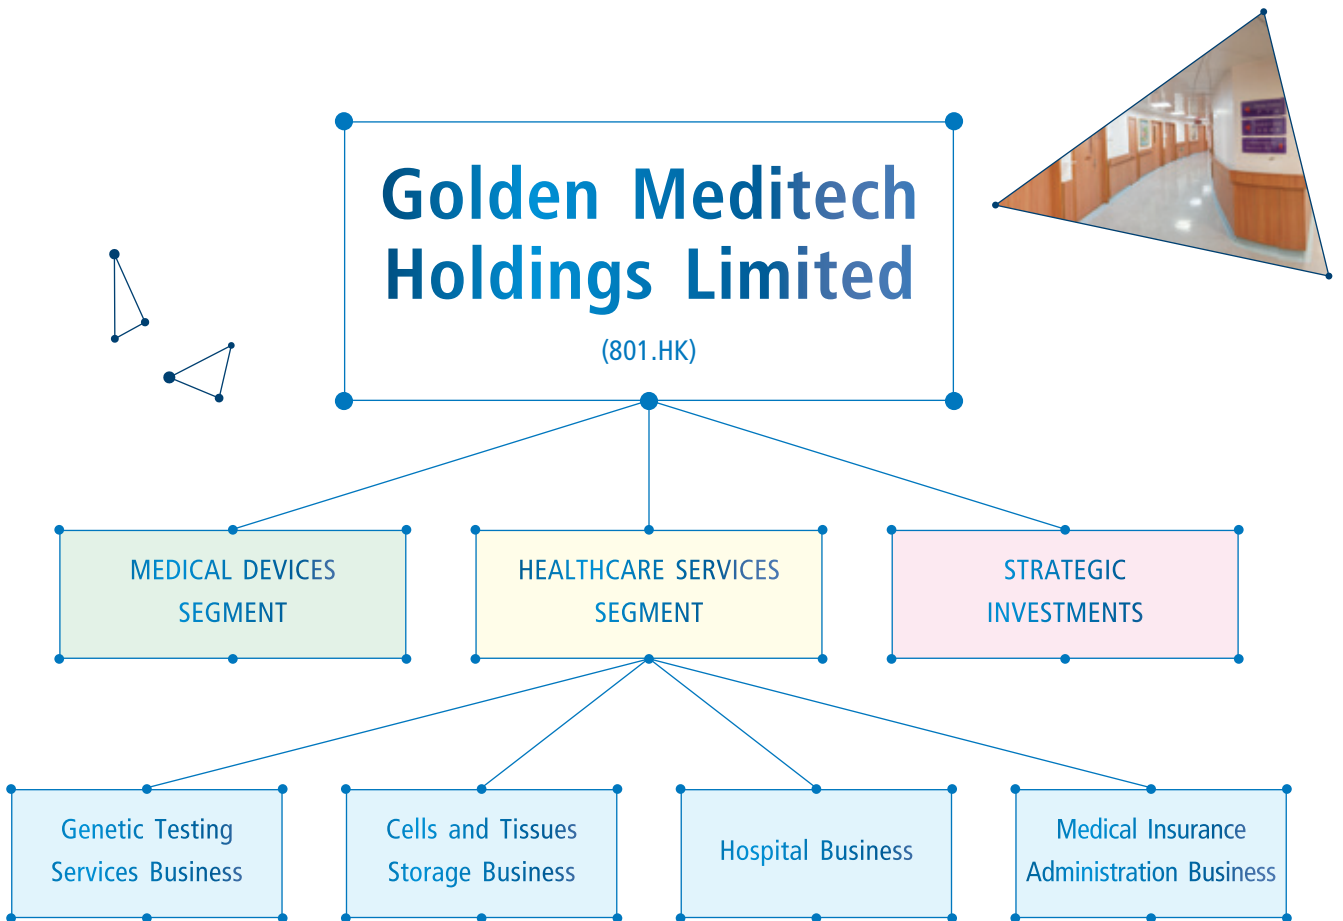 Golden Meditech
Holdings Limited
(801.HK)
MEDICAL DEVICES
SEGMENT
HEALTHCARE SERVICES
SEGMENT
STRATEGIC
INVESTMENTS
Genetic Testing
Services Business
Cells and Tissues
Storage Business
Hospital Business
Medical Insurance
Administration Business